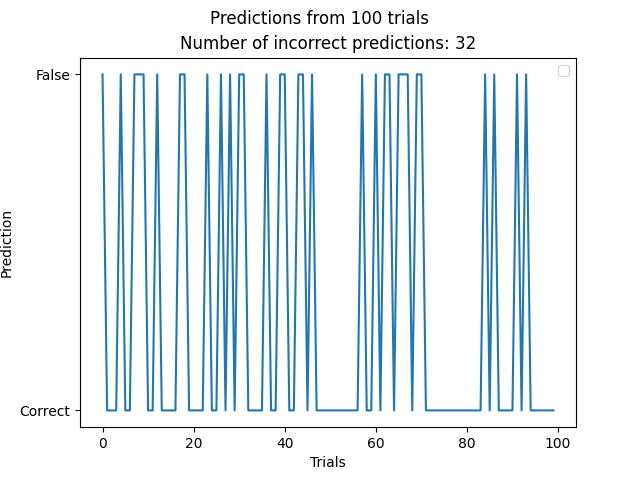 Predictions from 100 trials
Number of incorrect predictions: 32
False
Prediction
Correct
0 20 40 60 80 100
Trials